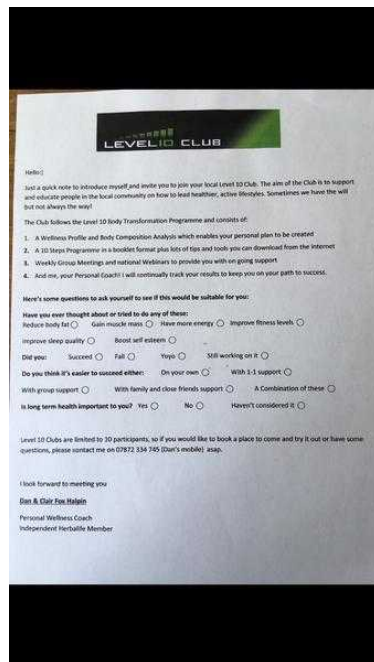 LEVEL10 CLUB
Hello:)
Just a quick note to introduce myself and invite you to join your local Level 10 Club. The aim of the Club is to support
and educate people in the local community on how to lead healthier, active lifestyles. Sometimes we have the will
but not always the way!
The Club follows the Level 10 Body Transformation Programme and consists of:
1. A Wellness Profile and Body Composition Analysis which enables your personal plan to be created
2. A 10 Steps Programme in a booklet format plus lots of tips and tools you can download from the internet
3. Weekly Group Meetings and national Webinars to provide you with on going support
4. And me, your Personal Coach! I will continually track your results to keep you on your path to success.
Here's some questions to ask yourself to see if this would be suitable for you:
Have you ever thought about or tried to do any of these:
Reduce body fat Gain muscle mass Have more energy Improve fitness levels
Improve sleep quality Boost self esteem
Did you: Succeed Fail Yoyo Still working on it
Do you think it's easier to succeed either: On your own With 1-1 support
With group support With family and close friends support A Combination of these
Is long term health important to you? Yes No Haven't considered it
Level 10 Clubs are limited to 20 participants, so if you would like to book a place to come and try it out or have some
questions, please contact me on 07872 334 745 (Dan's mobile) asap.
I look forward to meeting you
Dan & Clair Fox Halpin
Personal Wellness Coach
Independent Herbalife Member